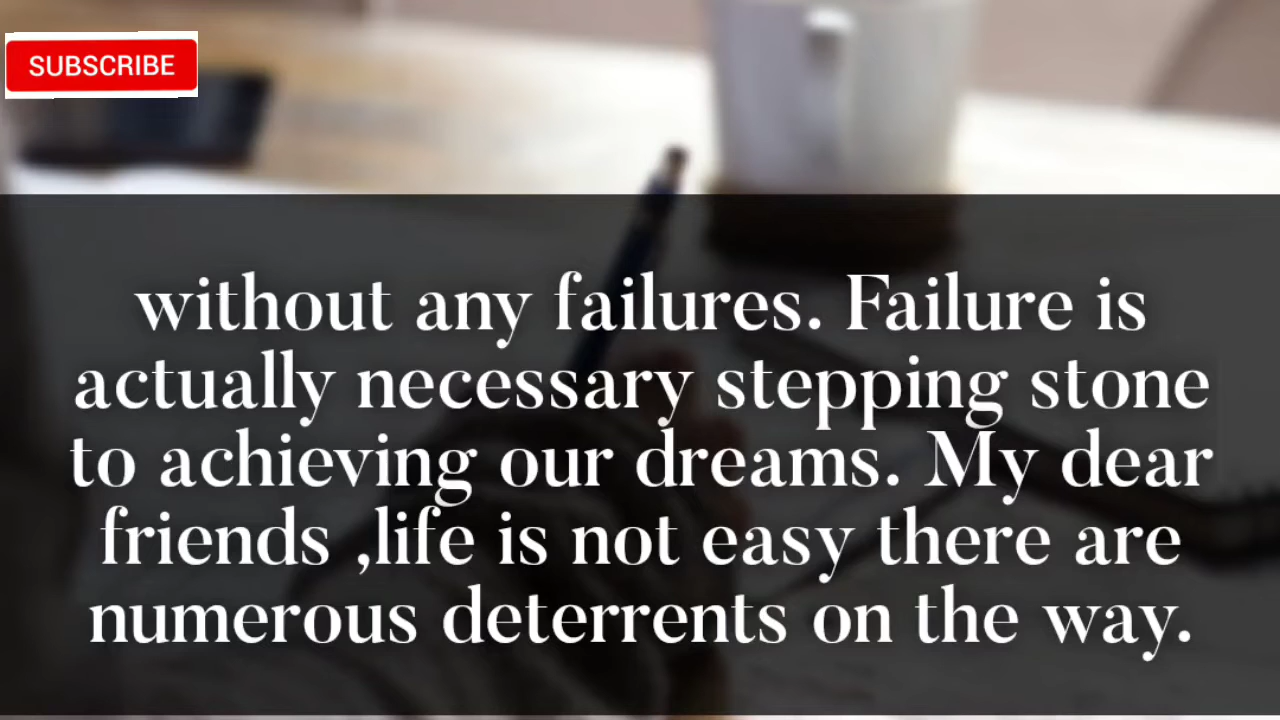 SUBSCRIBE
without any failures. Failure is
actually necessary stepping stone
to achieving our dreams. My dear
friends ,life is not easy there are
numerous deterrents on the way.